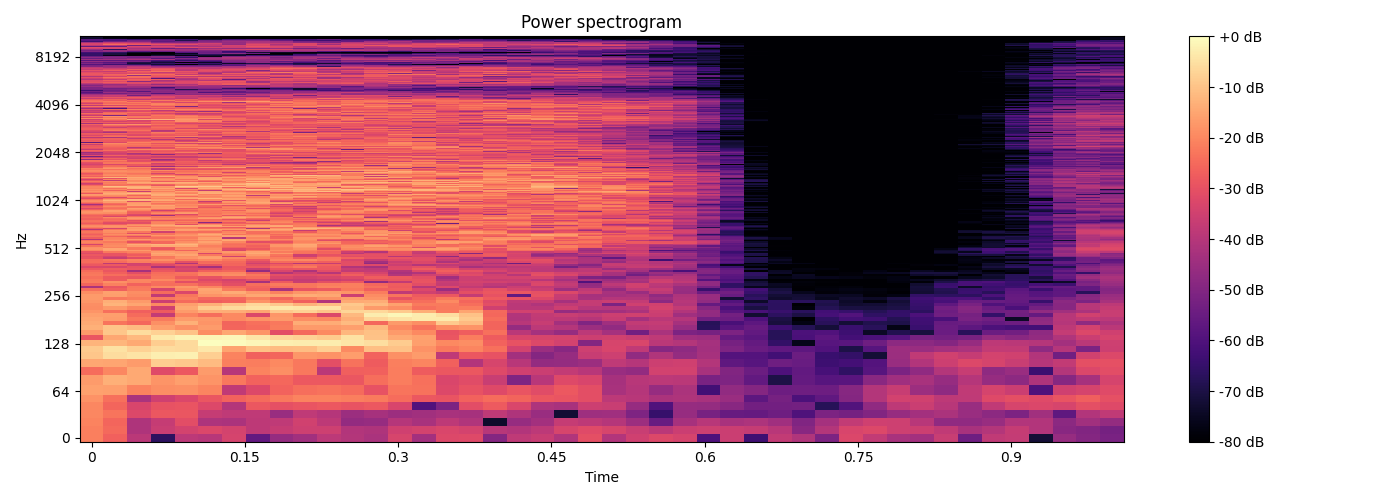 Power spectrogram
Hz
8192
4096
2048
1024
512
256
128
64
0
0 0.15 0.3 0.45 0.6 0.75 0.9
Time
+0 dB
-10 dB
-20 dB
-30 dB
-40 dB
-50 dB
-60 dB
-70 dB
-80 dB